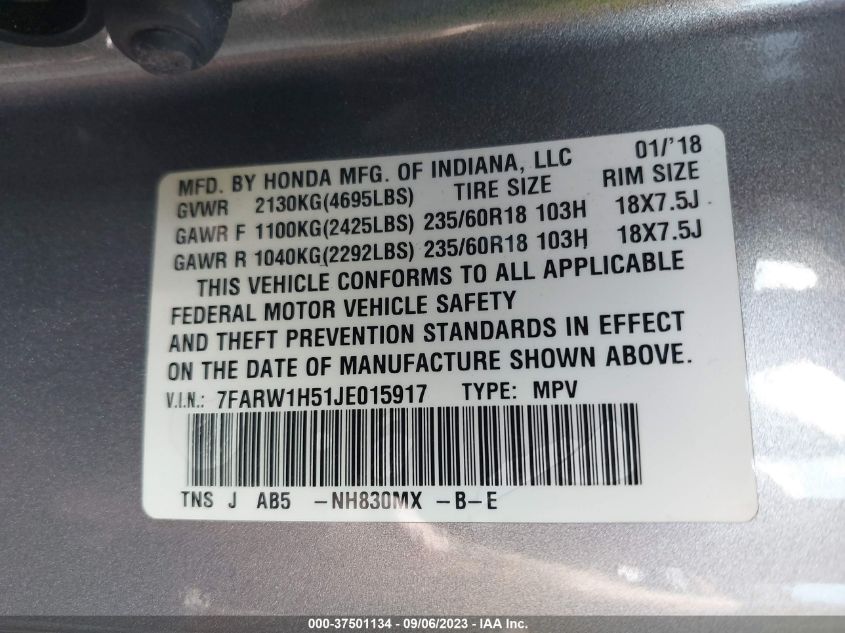 MFD. BY HONDA MFG. OF INDIANA, LLC 01/'18
GVWR 2130KG(4695LBS) TIRE SIZE RIM SIZE
GAWR F 1100KG(2425LBS) 235/60R18 103H 18X7.5J
GAWR R 1040KG(2292LBS) 235/60R18 103H 18X7.5J
THIS VEHICLE CONFORMS TO ALL APPLICABLE
FEDERAL MOTOR VEHICLE SAFETY
AND THEFT PREVENTION STANDARDS IN EFFECT
ON THE DATE OF MANUFACTURE SHOWN ABOVE.
V.I.N.: 7FARW1H51JE015917 TYPE: MPV
TNS J AB5 -NH830MX -B-E
000-37501134 - 09/06/2023 - IAA Inc.